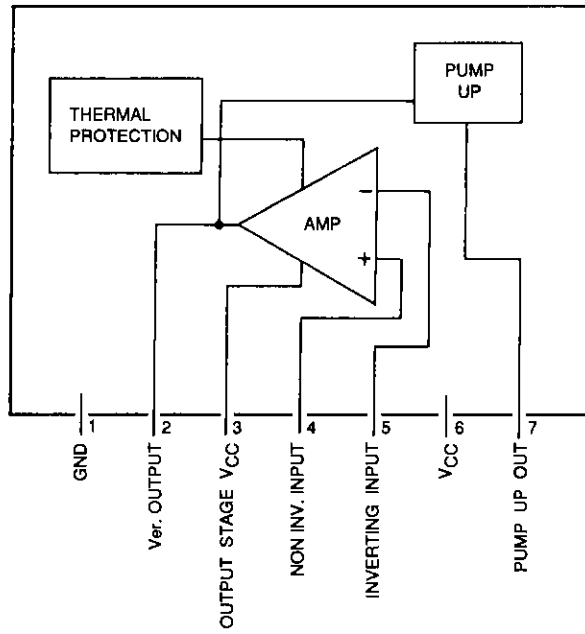 PUMP
UP
THERMAL
PROTECTION
AMP
−
+
1
2
3
4
5
6
7
GND
Ver. OUTPUT
OUTPUT STAGE VCC
NON INV. INPUT
INVERTING INPUT
VCC
PUMP UP OUT